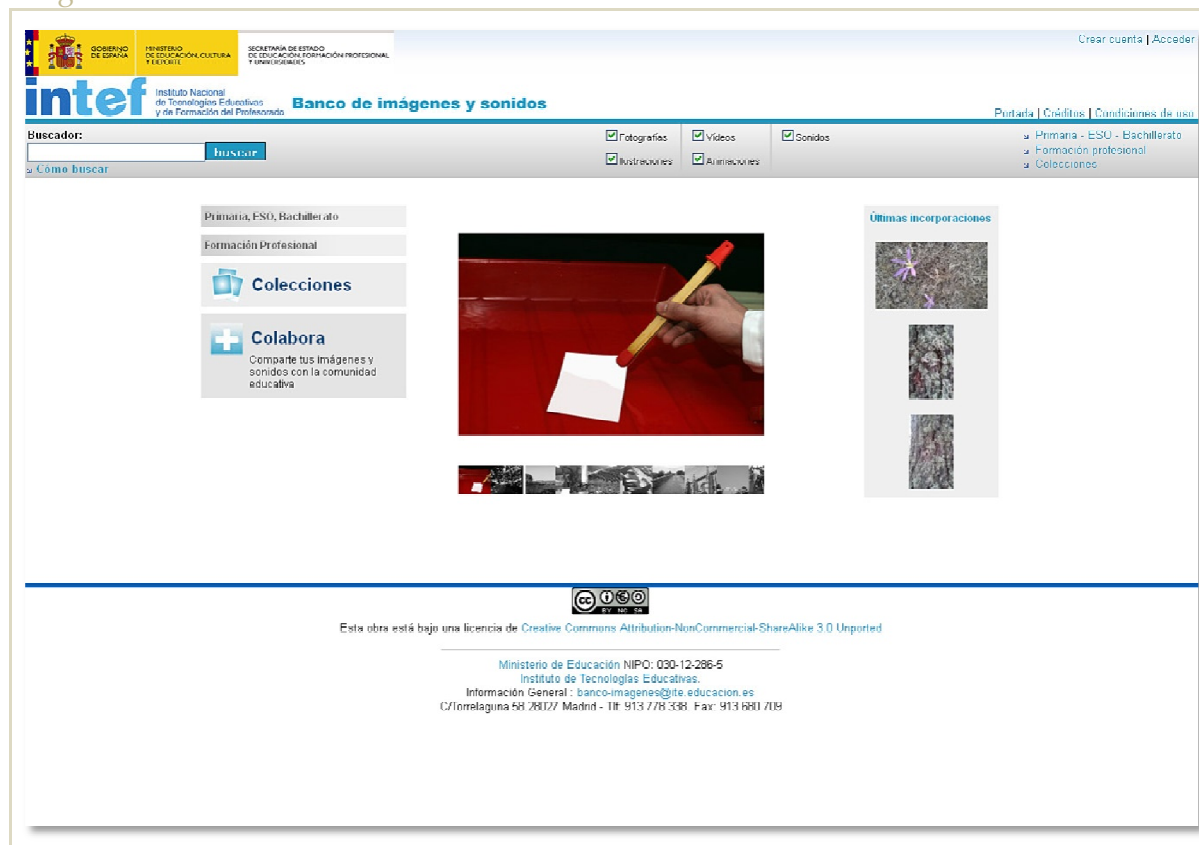 GOBIERNO
DE ESPAÑA
MINISTERIO
DE EDUCACIÓN, CULTURA
Y DEPORTE
SECRETARÍA DE ESTADO
DE EDUCACIÓN, FORMACIÓN PROFESIONAL
Y UNIVERSIDADES
Crear cuenta | Acceder
intef
Instituto Nacional
de Tecnologías Educativas
y de Formación del Profesorado
Banco de imágenes y sonidos
Portada | Créditos | Condiciones de uso
Buscador:
buscar
Cómo buscar
Fotografías
Vídeos
Sonidos
Ilustraciones
Animaciones
Primaria - ESO - Bachillerato
Formación profesional
Colecciones
Primaria, ESO, Bachillerato
Formación Profesional
Colecciones
Colabora
Comparte tus imágenes y
sonidos con la comunidad
educativa
Últimas incorporaciones
cc
BY NC SA
Esta obra está bajo una licencia de Creative Commons Attribution-NonCommercial-ShareAlike 3.0 Unported
Ministerio de Educación NIPO: 030-12-286-5
Instituto de Tecnologías Educativas.
Información General : banco-imagenes@ite.educacion.es
C/Torrelaguna 58 28027 Madrid - Tlf: 913 778 338 Fax: 913 680 709